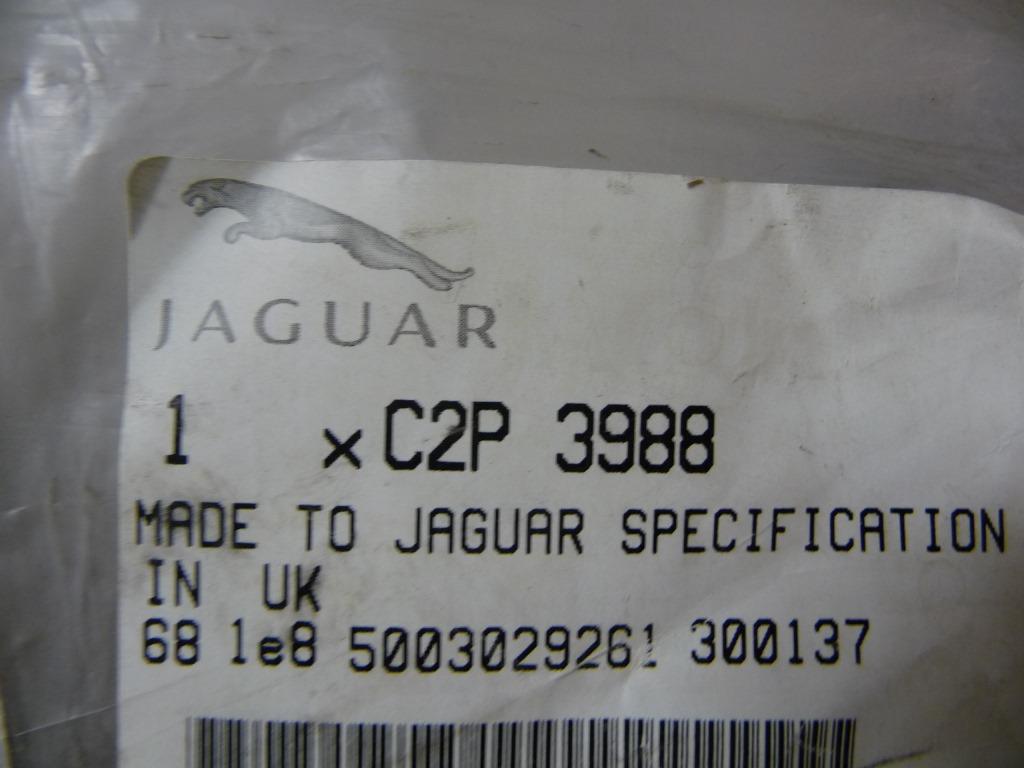 JAGUAR
1 x C2P 3988
MADE TO JAGUAR SPECIFICATION
IN UK
68 1e8 5003029261 300137